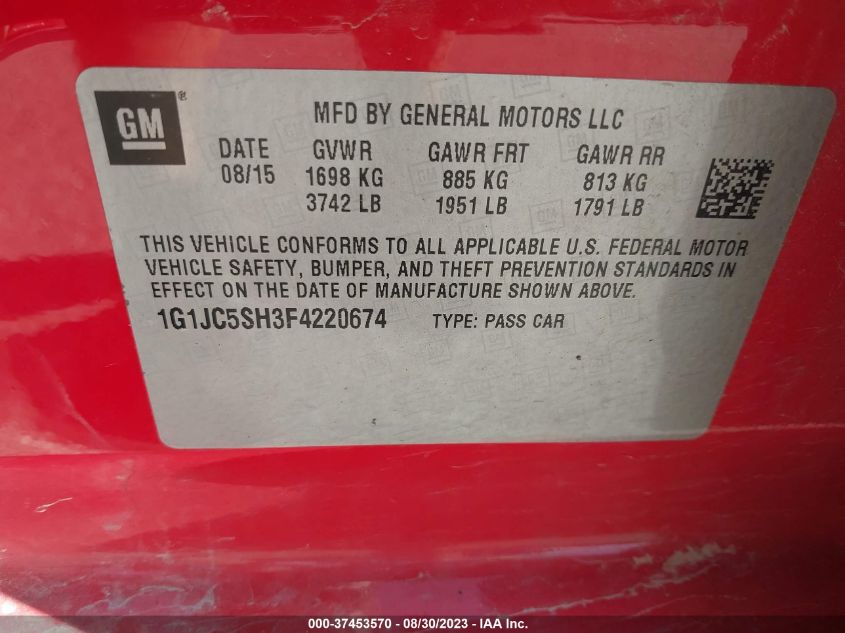 GM ®
MFD BY GENERAL MOTORS LLC
DATE GVWR GAWR FRT GAWR RR
08/15 1698 KG 885 KG 813 KG
3742 LB 1951 LB 1791 LB
THIS VEHICLE CONFORMS TO ALL APPLICABLE U.S. FEDERAL MOTOR
VEHICLE SAFETY, BUMPER, AND THEFT PREVENTION STANDARDS IN
EFFECT ON THE DATE OF MANUFACTURE SHOWN ABOVE.
1G1JC5SH3F4220674 TYPE: PASS CAR
000-37453570 - 08/30/2023 - Copyright © 2023 - IAA, Inc.